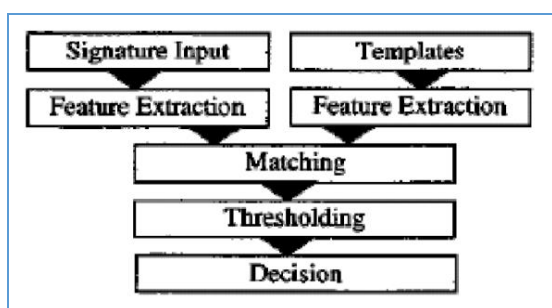 Signature Input
Templates
Feature Extraction
Feature Extraction
Matching
Thresholding
Decision